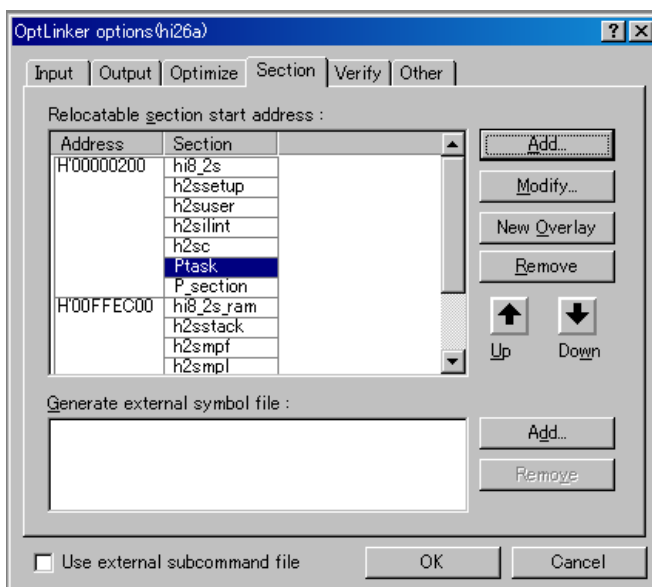 OptLinker options(hi26a)
Input Output Optimize Section Verify Other
Relocatable section start address :
Address Section
H'00000200 hi8_2s
h2ssetup
h2suser
h2silint
h2sc
Ptask
P_section
H'00FFEC00 hi8_2s_ram
h2sstack
h2smpf
h2smpl
Add...
Modify...
New Overlay
Remove
Up Down
Generate external symbol file :
Add...
Remove
Use external subcommand file
OK Cancel